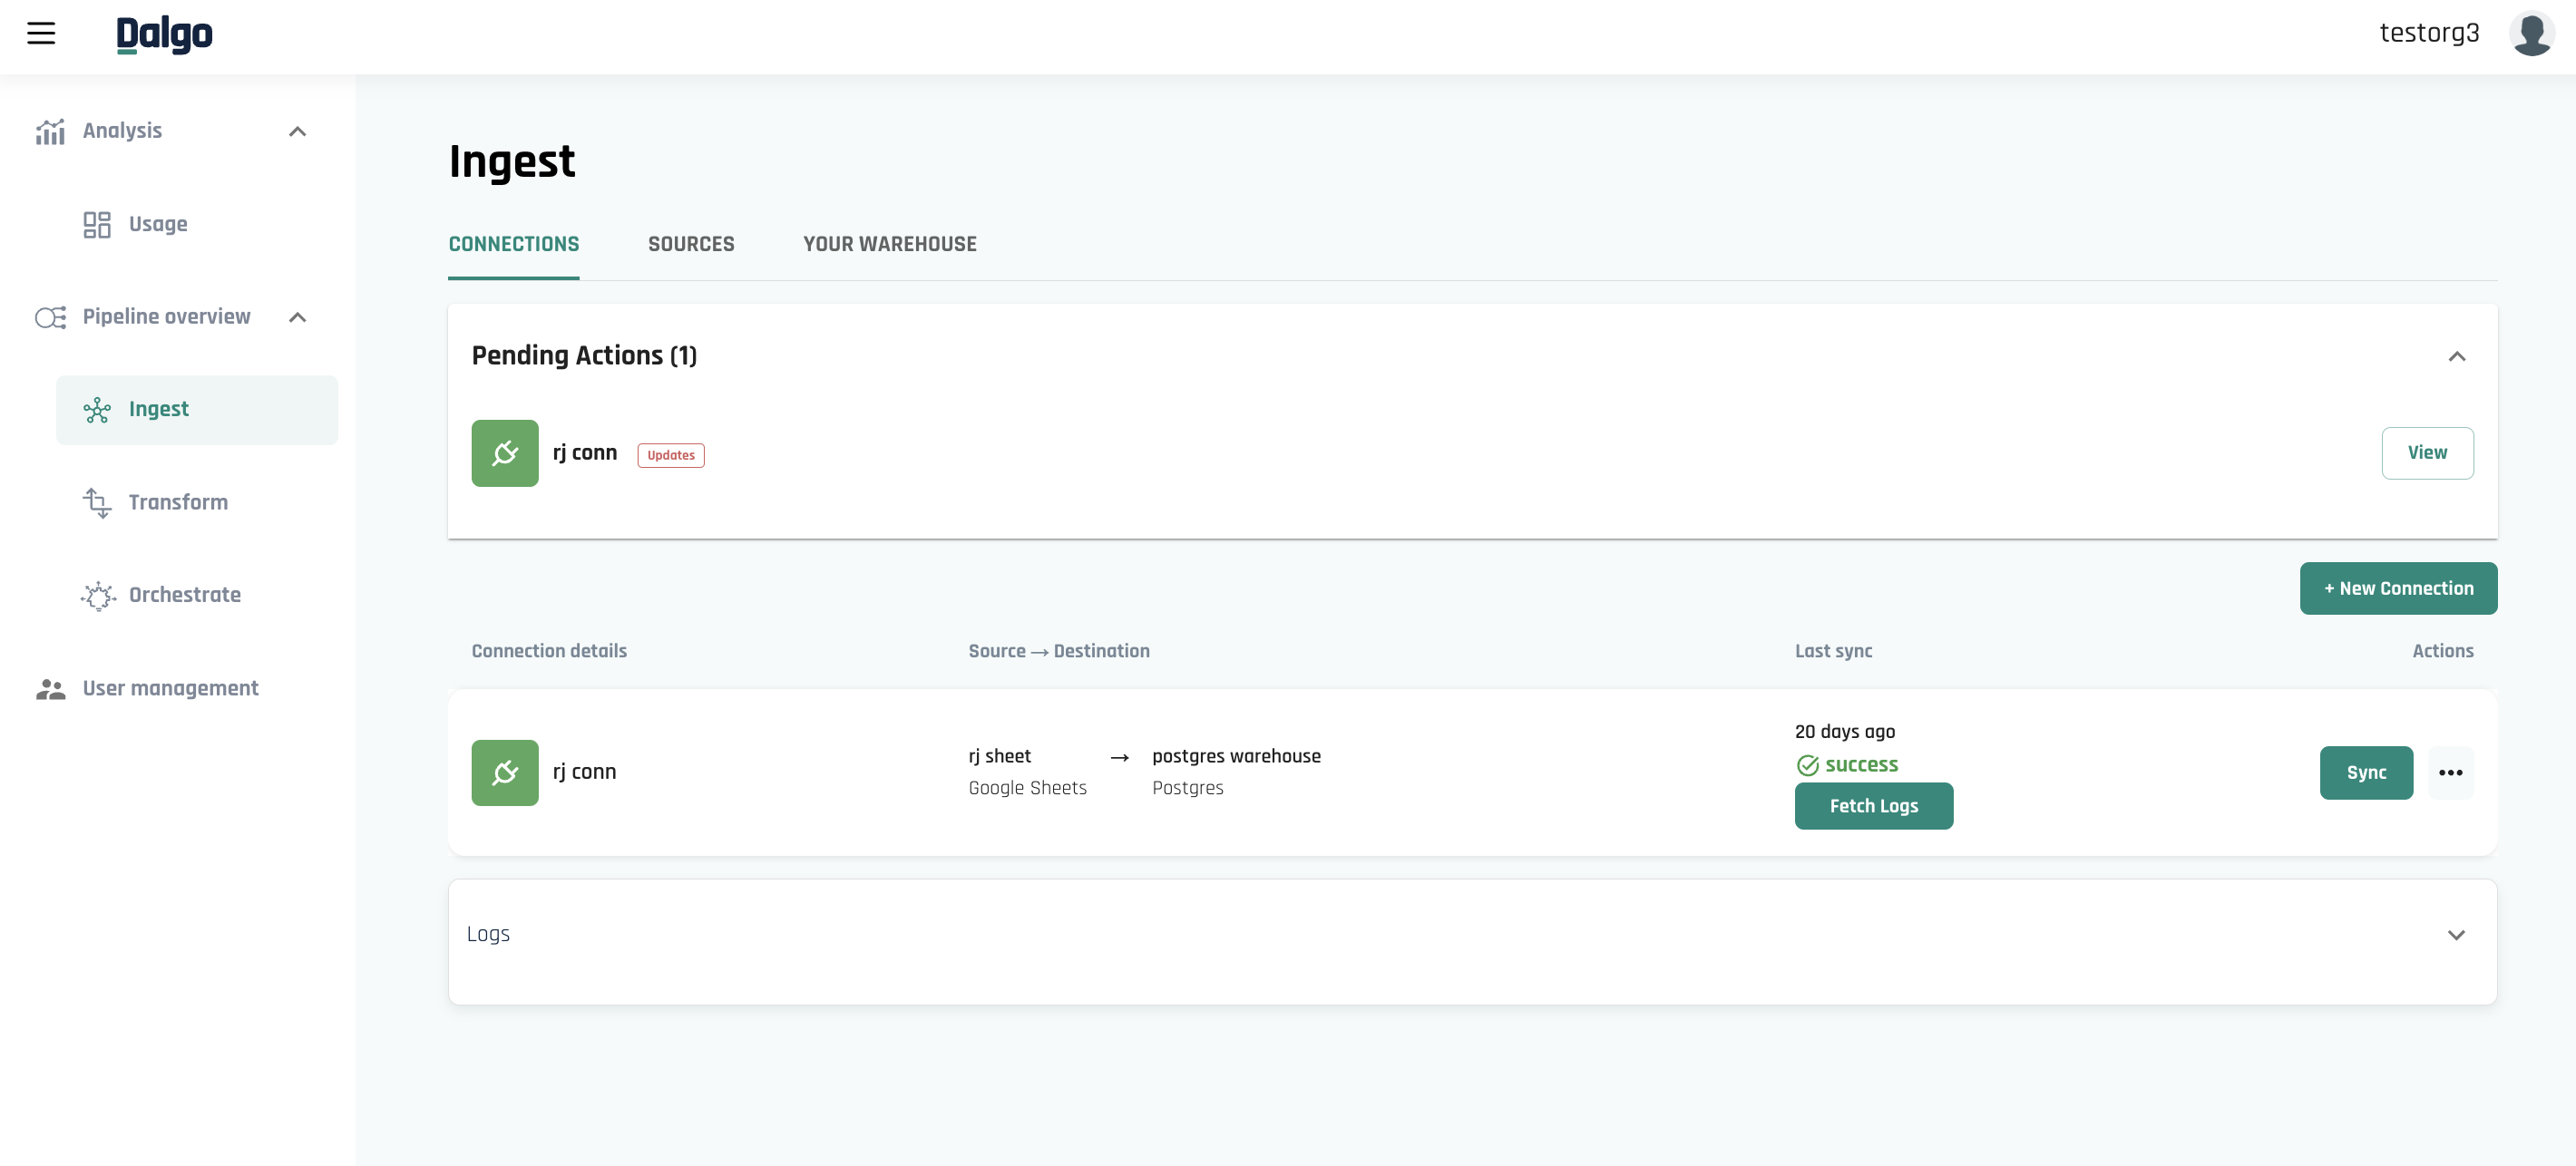 Dalgo
testorg3
Analysis
Usage
Pipeline overview
Ingest
Transform
Orchestrate
User management
Ingest
CONNECTIONS SOURCES YOUR WAREHOUSE
Pending Actions (1)
rj conn Updates View
+ New Connection
Connection details Source → Destination Last sync Actions
rj conn
rj sheet → postgres warehouse
Google Sheets Postgres
20 days ago
success
Fetch Logs
Sync
Logs